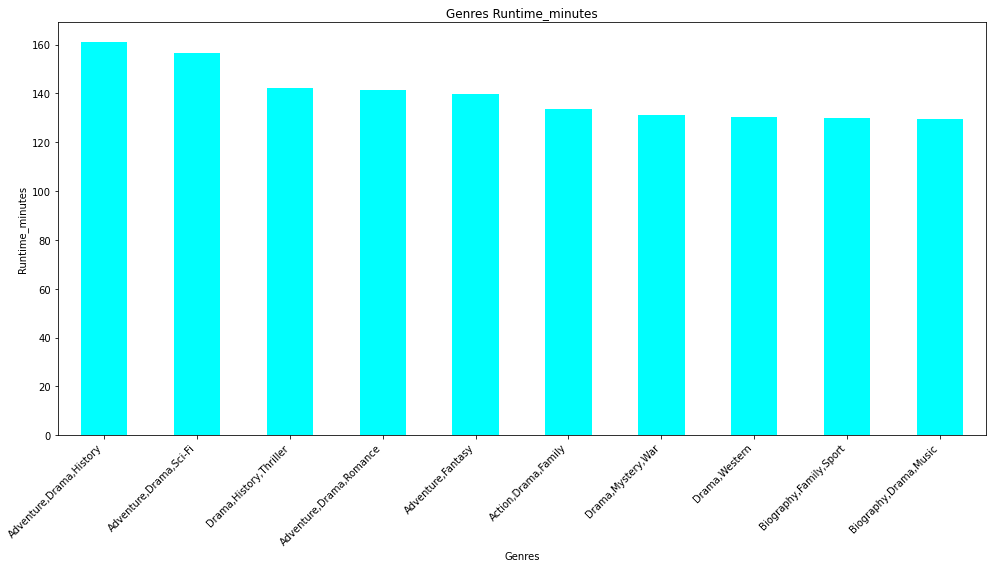 Genres Runtime_minutes
Runtime_minutes
160
140
120
100
80
60
40
20
0
Adventure,Drama,History
Adventure,Drama,Sci-Fi
Drama,History,Thriller
Adventure,Drama,Romance
Adventure,Fantasy
Action,Drama,Family
Drama,Mystery,War
Drama,Western
Biography,Family,Sport
Biography,Drama,Music
Genres